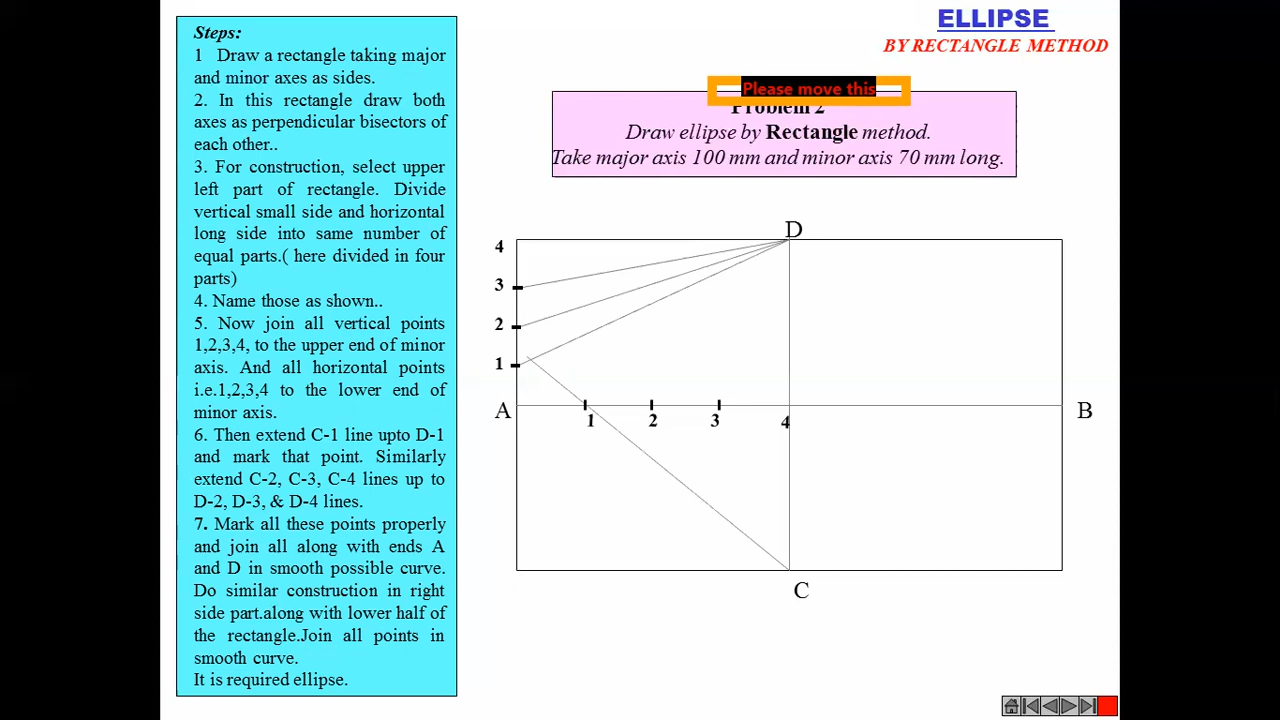 Steps:
1 Draw a rectangle taking major
and minor axes as sides.
2. In this rectangle draw both
axes as perpendicular bisectors of
each other..
3. For construction, select upper
left part of rectangle. Divide
vertical small side and horizontal
long side into same number of
equal parts.( here divided in four
parts)
4. Name those as shown..
5. Now join all vertical points
1,2,3,4, to the upper end of minor
axis. And all horizontal points
i.e.1,2,3,4 to the lower end of
minor axis.
6. Then extend C-1 line upto D-1
and mark that point. Similarly
extend C-2, C-3, C-4 lines up to
D-2, D-3, & D-4 lines.
7. Mark all these points properly
and join all along with ends A
and D in smooth possible curve.
Do similar construction in right
side part.along with lower half of
the rectangle.Join all points in
smooth curve.
It is required ellipse.
ELLIPSE
BY RECTANGLE METHOD
Please move this
Problem 2
Draw ellipse by Rectangle method.
Take major axis 100 mm and minor axis 70 mm long.
D
4
3
2
1
A
B
1 2 3 4
C